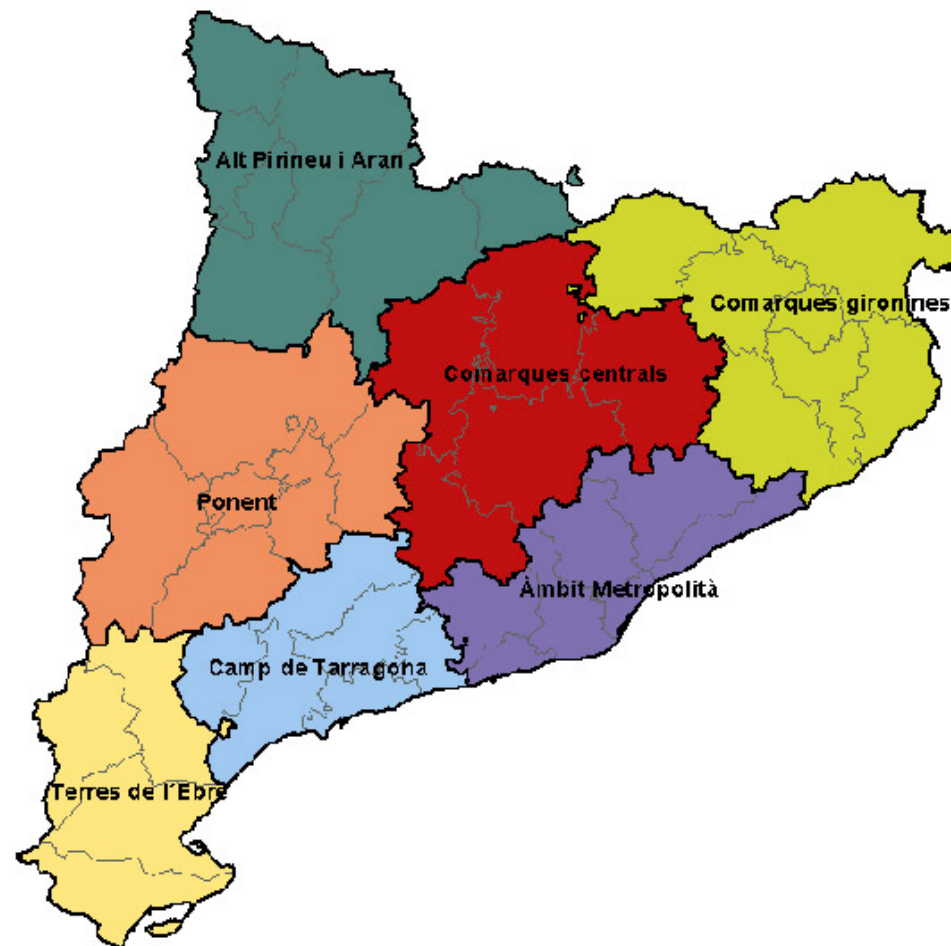 Alt Pirineu i Aran
Comarques gironines
Comarques centrals
Ponent
Àmbit Metropolità
Camp de Tarragona
Terres de l'Ebre